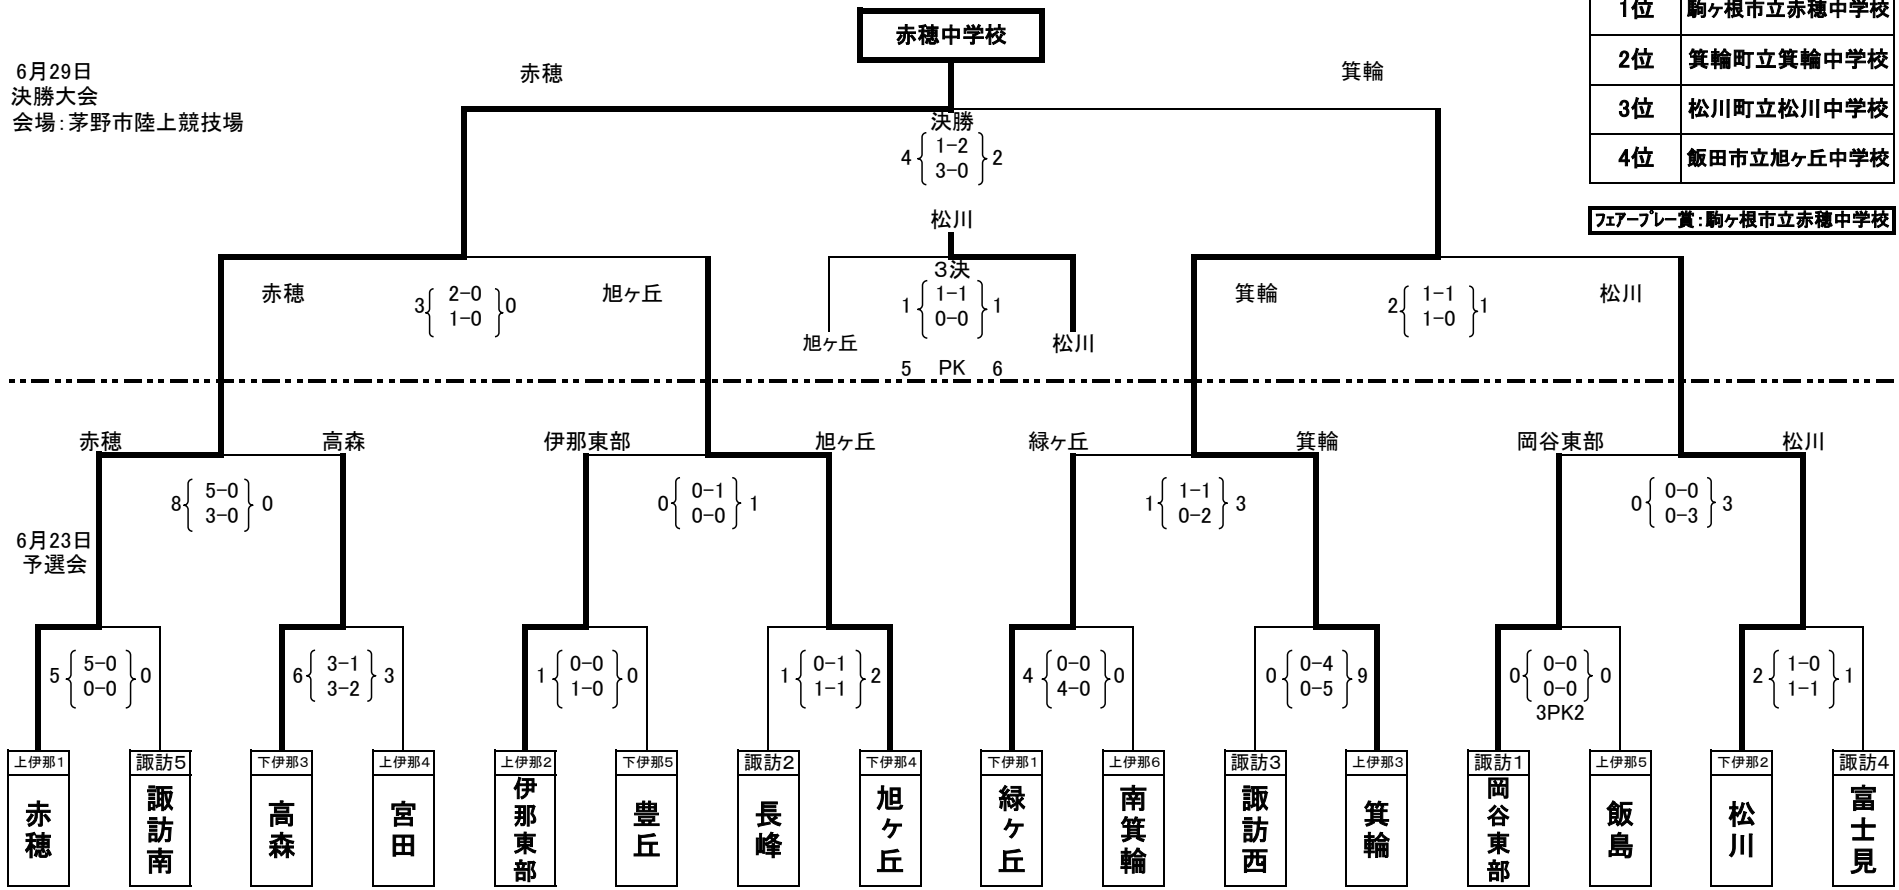 赤穂中学校
1位 駒ヶ根市立赤穂中学校
2位 箕輪町立箕輪中学校
3位 松川町立松川中学校
4位 飯田市立旭ヶ丘中学校
フェアープレー賞:駒ヶ根市立赤穂中学校
6月29日
決勝大会
会場:茅野市陸上競技場
赤穂 箕輪
決勝
4 1-2 2
3-0
松川
3決
1 1-1 1
0-0
旭ヶ丘 松川
5 PK 6
赤穂 旭ヶ丘 箕輪 松川
3 2-0 0
1-0
2 1-1 1
1-0
赤穂 高森 伊那東部 旭ヶ丘 緑ヶ丘 箕輪 岡谷東部 松川
8 5-0 0
3-0
0 0-1 1
0-0
1 1-1 3
0-2
0 0-0 3
0-3
6月23日
予選会
5 5-0 0
0-0
6 3-1 3
3-2
1 0-0 0
1-0
1 0-1 2
1-1
4 0-0 0
4-0
0 0-4 9
0-5
0 0-0 0
0-0
3PK2
2 1-0 1
1-1
上伊那1 諏訪5 下伊那3 上伊那4 上伊那2 下伊那5 諏訪2 下伊那4 下伊那1 上伊那6 諏訪3 上伊那3 諏訪1 上伊那5 下伊那2 諏訪4
赤穂 諏訪南 高森 宮田 伊那東部 豊丘 長峰 旭ヶ丘 緑ヶ丘 南箕輪 諏訪西 箕輪 岡谷東部 飯島 松川 富士見